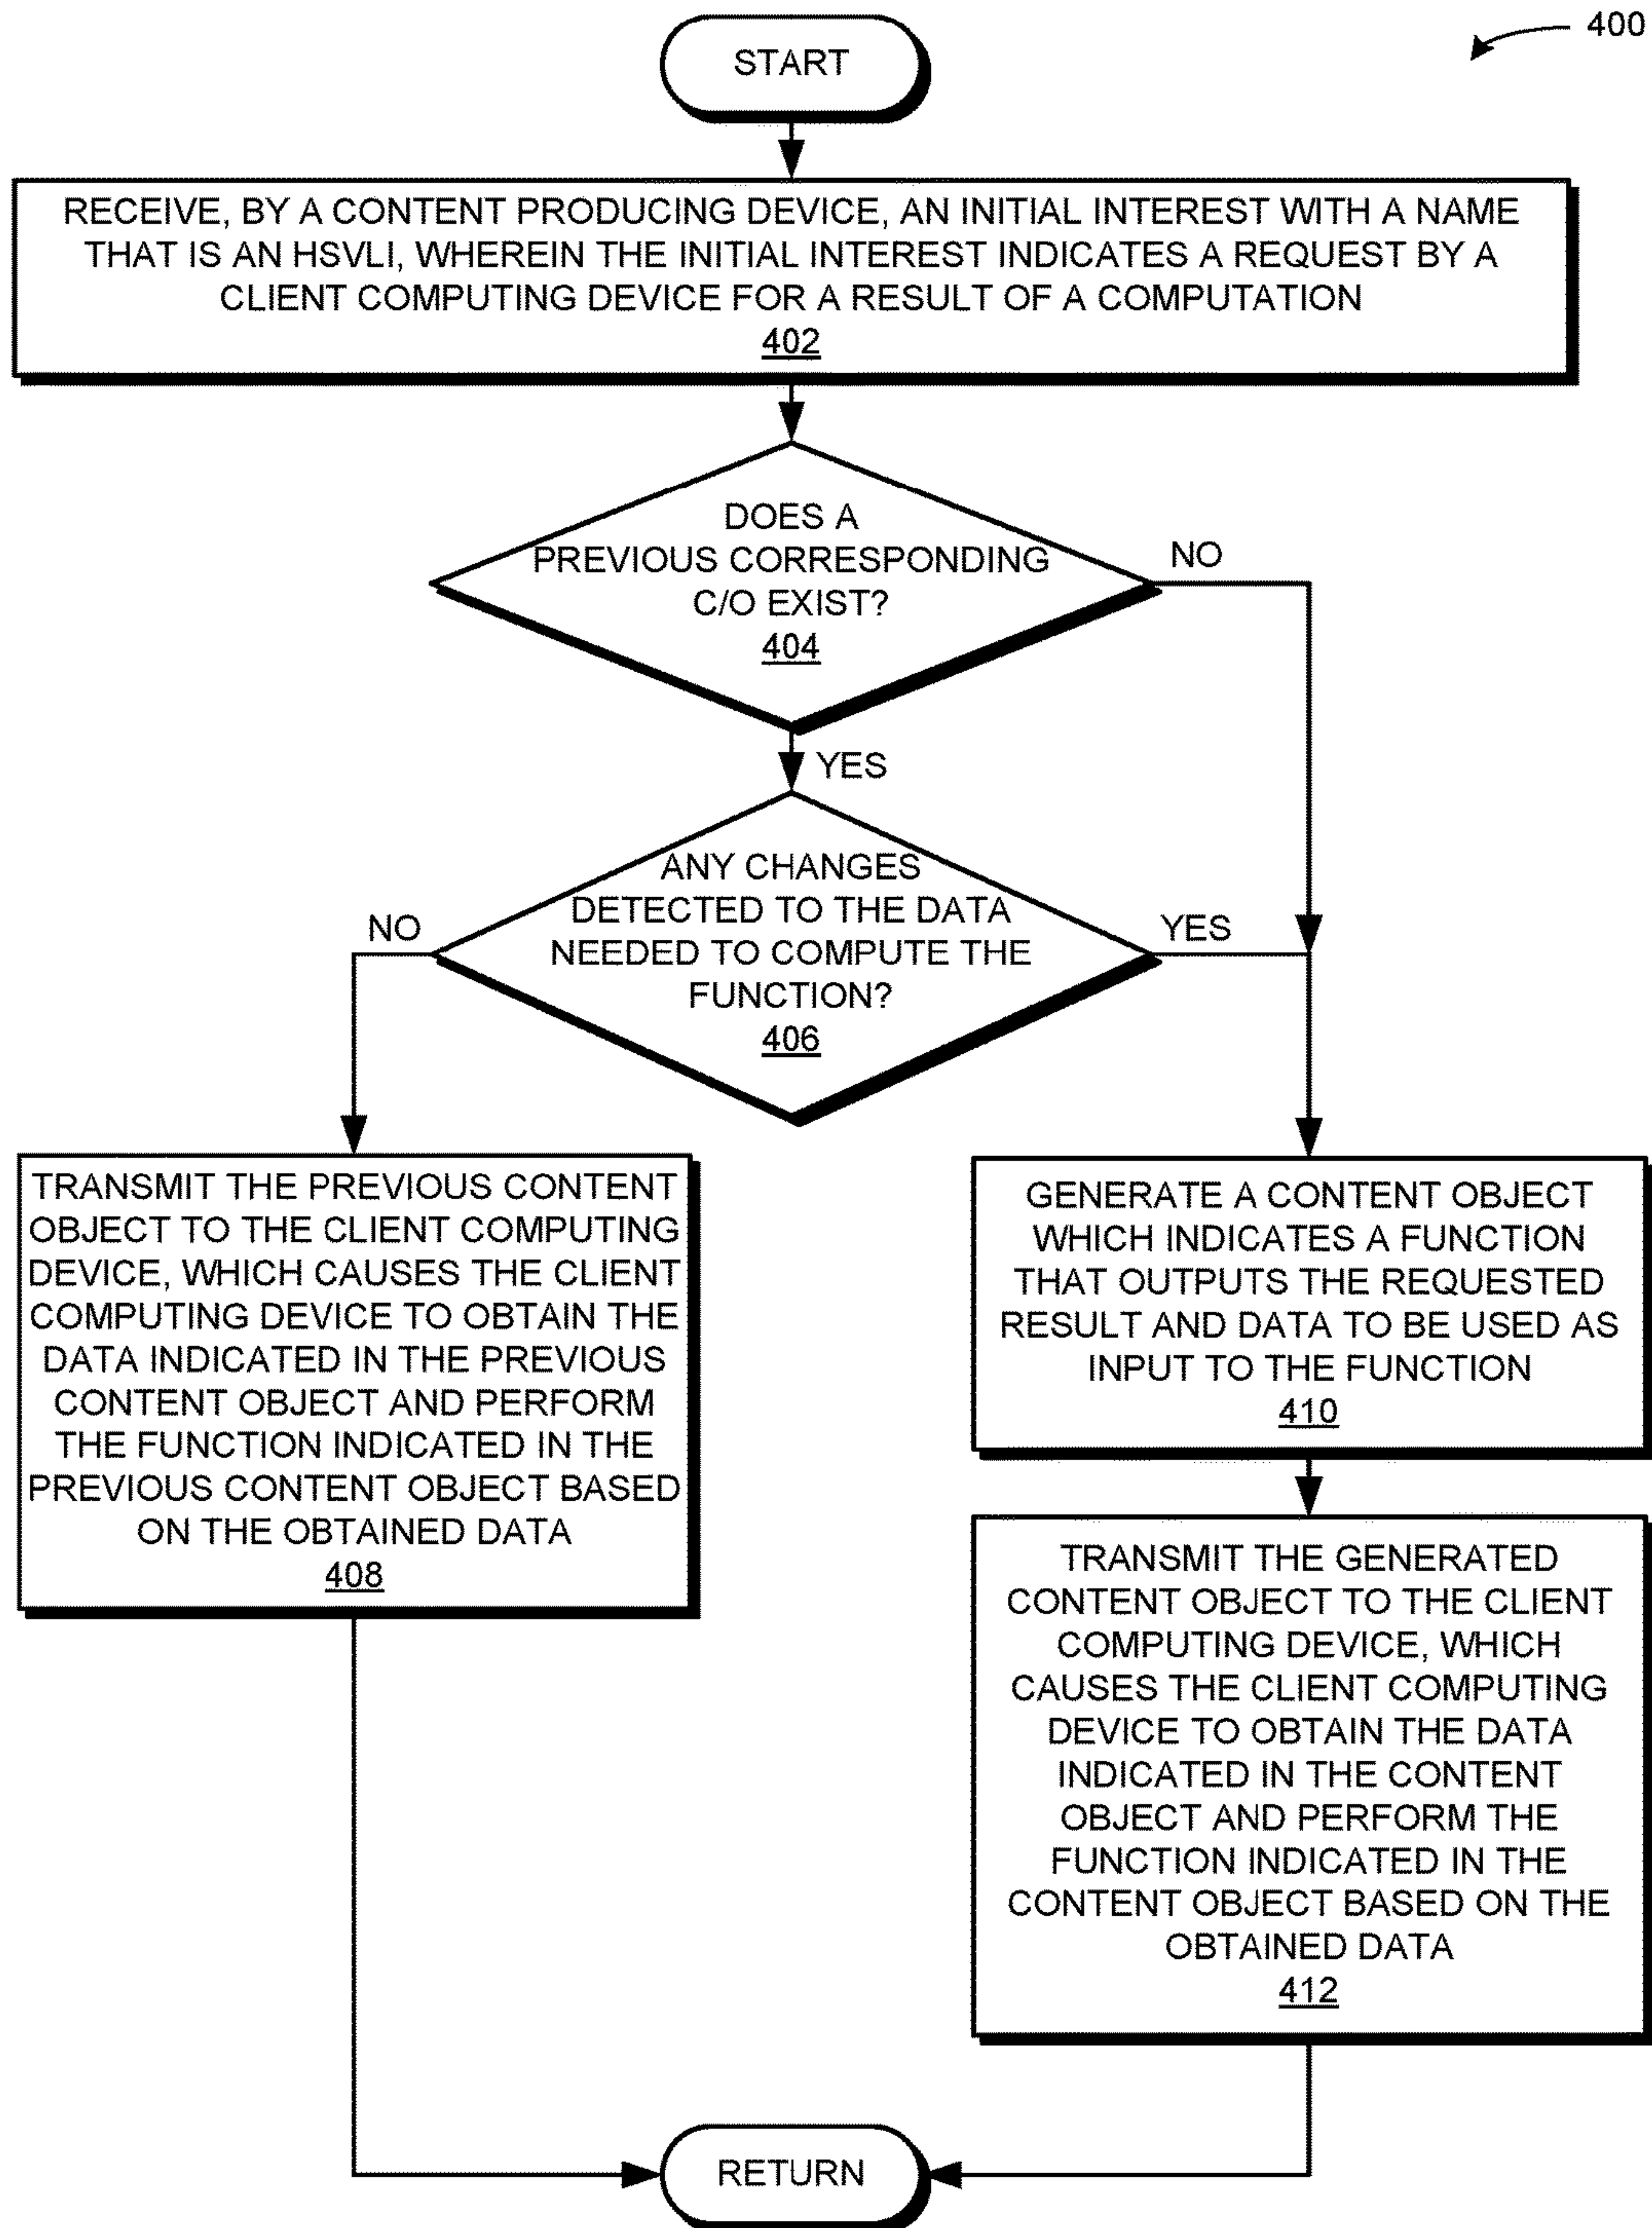 400
START
RECEIVE, BY A CONTENT PRODUCING DEVICE, AN INITIAL INTEREST WITH A NAME
THAT IS AN HSVLI, WHEREIN THE INITIAL INTEREST INDICATES A REQUEST BY A
CLIENT COMPUTING DEVICE FOR A RESULT OF A COMPUTATION
402
DOES A
PREVIOUS CORRESPONDING
C/O EXIST?
404
NO
YES
ANY CHANGES
DETECTED TO THE DATA
NEEDED TO COMPUTE THE
FUNCTION?
406
NO
YES
TRANSMIT THE PREVIOUS CONTENT
OBJECT TO THE CLIENT COMPUTING
DEVICE, WHICH CAUSES THE CLIENT
COMPUTING DEVICE TO OBTAIN THE
DATA INDICATED IN THE PREVIOUS
CONTENT OBJECT AND PERFORM
THE FUNCTION INDICATED IN THE
PREVIOUS CONTENT OBJECT BASED
ON THE OBTAINED DATA
408
GENERATE A CONTENT OBJECT
WHICH INDICATES A FUNCTION
THAT OUTPUTS THE REQUESTED
RESULT AND DATA TO BE USED AS
INPUT TO THE FUNCTION
410
TRANSMIT THE GENERATED
CONTENT OBJECT TO THE CLIENT
COMPUTING DEVICE, WHICH
CAUSES THE CLIENT COMPUTING
DEVICE TO OBTAIN THE DATA
INDICATED IN THE CONTENT
OBJECT AND PERFORM THE
FUNCTION INDICATED IN THE
CONTENT OBJECT BASED ON THE
OBTAINED DATA
412
RETURN